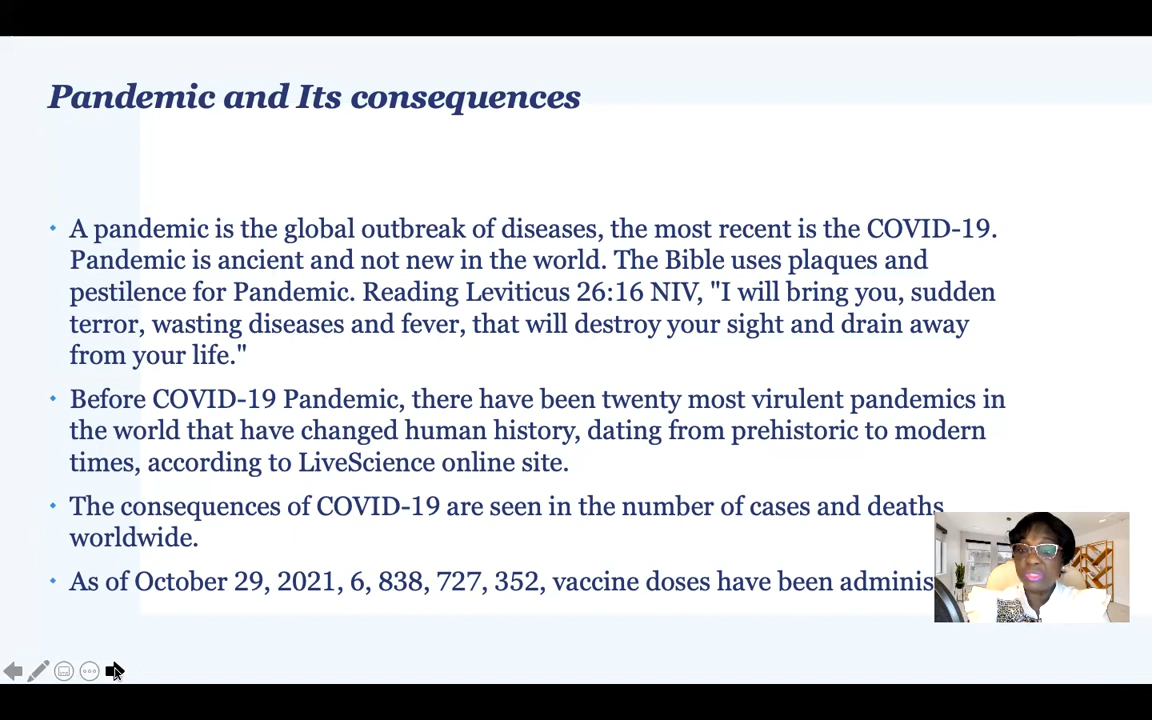 Pandemic and Its consequences
A pandemic is the global outbreak of diseases, the most recent is the COVID-19.
Pandemic is ancient and not new in the world. The Bible uses plaques and
pestilence for Pandemic. Reading Leviticus 26:16 NIV, "I will bring you, sudden
terror, wasting diseases and fever, that will destroy your sight and drain away
from your life."
Before COVID-19 Pandemic, there have been twenty most virulent pandemics in
the world that have changed human history, dating from prehistoric to modern
times, according to LiveScience online site.
The consequences of COVID-19 are seen in the number of cases and deaths
worldwide.
As of October 29, 2021, 6, 838, 727, 352, vaccine doses have been adminis